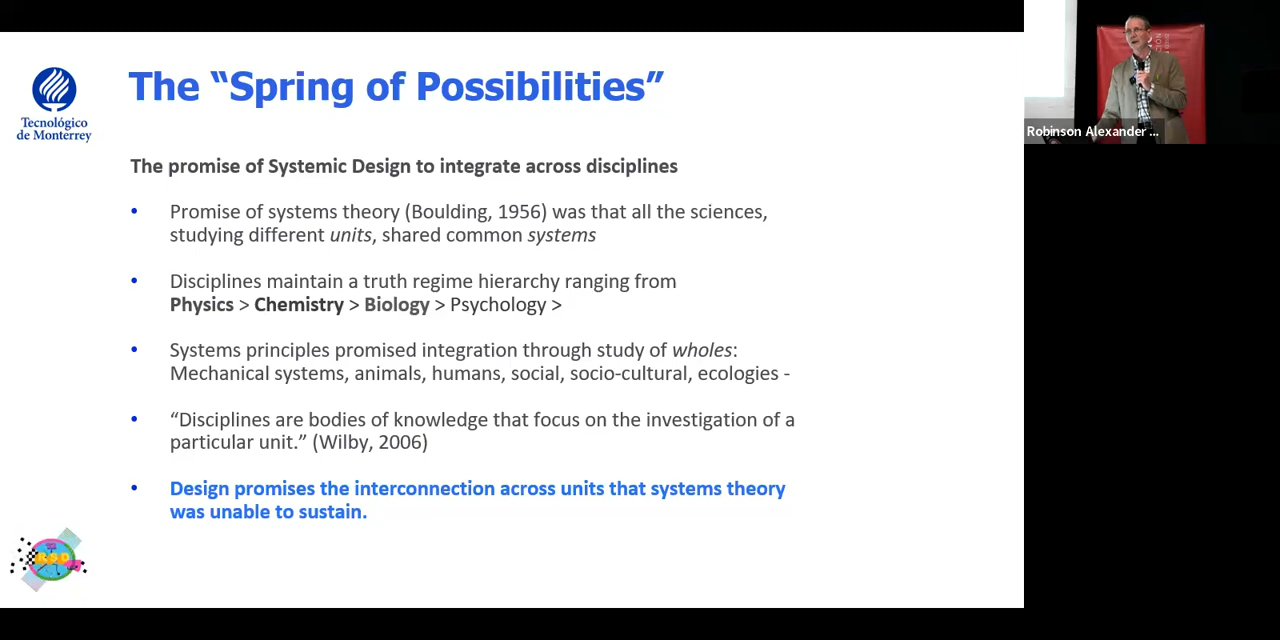 The “Spring of Possibilities”
Tecnológico
de Monterrey
The promise of Systemic Design to integrate across disciplines
• Promise of systems theory (Boulding, 1956) was that all the sciences,
studying different units, shared common systems
• Disciplines maintain a truth regime hierarchy ranging from
Physics > Chemistry > Biology > Psychology >
• Systems principles promised integration through study of wholes:
Mechanical systems, animals, humans, social, socio-cultural, ecologies -
• “Disciplines are bodies of knowledge that focus on the investigation of a
particular unit.” (Wilby, 2006)
• Design promises the interconnection across units that systems theory
was unable to sustain.
RSD
Robinson Alexander ...